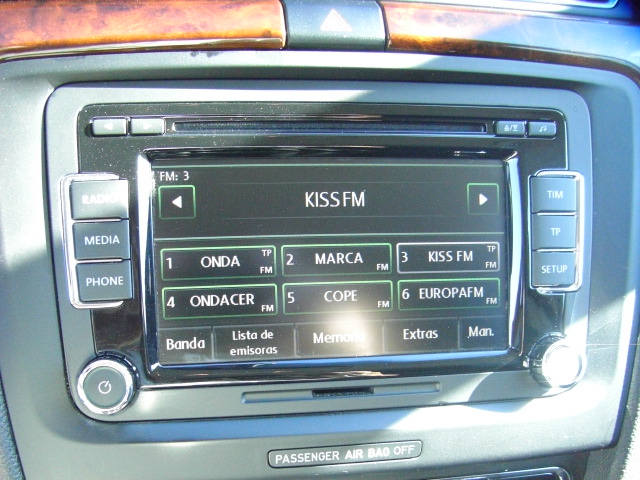 FM: 3
KISS FM
RADIO
MEDIA
PHONE
TIM
TP
SETUP
1 ONDA TP FM
2 MARCA FM
3 KISS FM TP FM
4 ONDACER FM
5 COPE FM
6 EUROPAFM FM
Banda
Lista de
emisoras
Extras
Man.
PASSENGER AIR BAG OFF